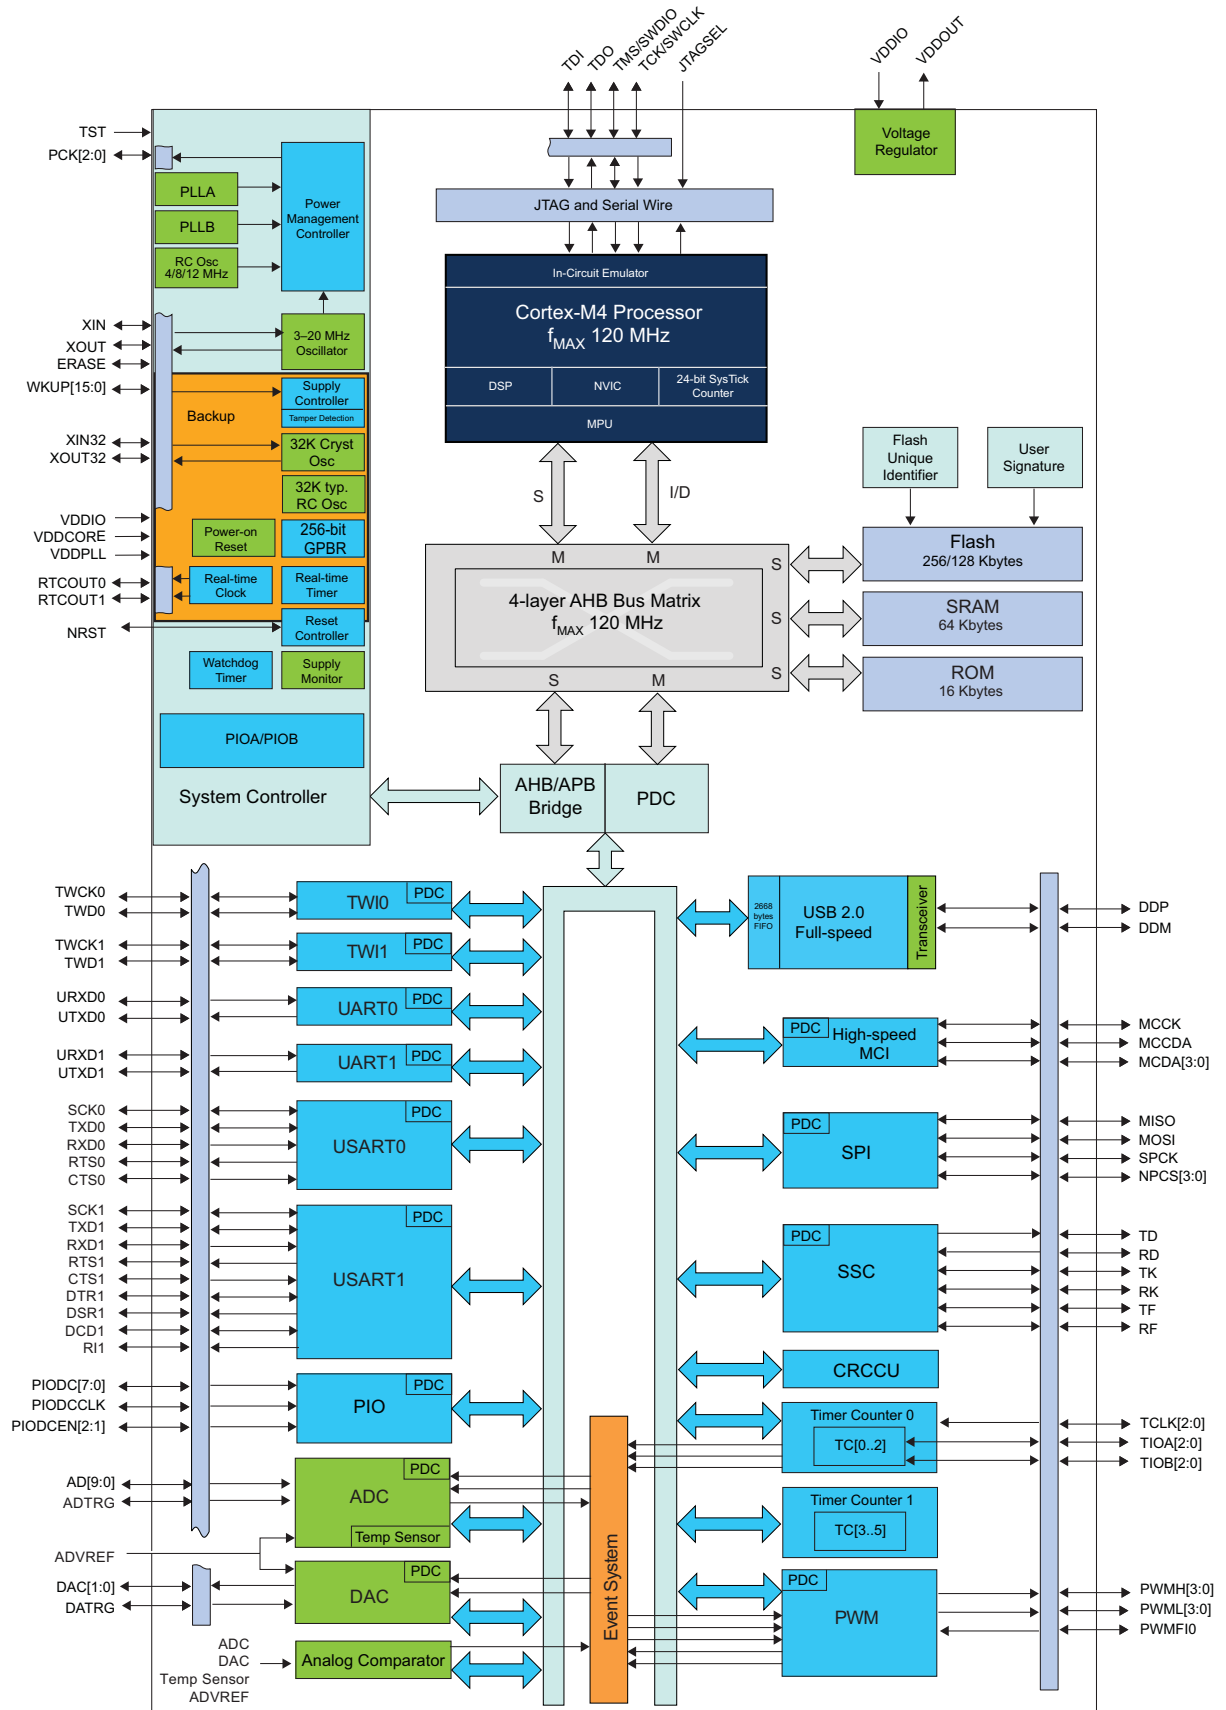 TDI
TDO
TMS/SWDIO
TCK/SWCLK
JTAGSEL
VDDIO
VDDOUT
TST
PCK[2:0]
PLLA
PLLB
RC Osc
4/8/12 MHz
Power
Management
Controller
Voltage
Regulator
JTAG and Serial Wire
In-Circuit Emulator
Cortex-M4 Processor
fMAX 120 MHz
DSP
NVIC
24-bit SysTick
Counter
MPU
XIN
XOUT
ERASE
WKUP[15:0]
3–20 MHz
Oscillator
Backup
Supply
Controller
Tamper Detection
XIN32
XOUT32
32K Cryst
Osc
32K typ.
RC Osc
VDDIO
VDDCORE
VDDPLL
Power-on
Reset
256-bit
GPBR
RTCOUT0
RTCOUT1
Real-time
Clock
Real-time
Timer
NRST
Reset
Controller
Watchdog
Timer
Supply
Monitor
PIOA/PIOB
System Controller
S
I/D
M
M
S
S
S
S
M
4-layer AHB Bus Matrix
fMAX 120 MHz
Flash
Unique
Identifier
User
Signature
Flash
256/128 Kbytes
SRAM
64 Kbytes
ROM
16 Kbytes
AHB/APB
Bridge
PDC
TWCK0
TWD0
PDC
TWI0
TWCK1
TWD1
PDC
TWI1
URXD0
UTXD0
PDC
UART0
URXD1
UTXD1
PDC
UART1
SCK0
TXD0
RXD0
RTS0
CTS0
PDC
USART0
SCK1
TXD1
RXD1
RTS1
CTS1
DTR1
DSR1
DCD1
RI1
PDC
USART1
PIODC[7:0]
PIODCCLK
PIODCEN[2:1]
PDC
PIO
AD[9:0]
ADTRG
PDC
ADC
Temp Sensor
ADVREF
DAC[1:0]
DATRG
PDC
DAC
ADC
DAC
Temp Sensor
ADVREF
Analog Comparator
Event System
2668
bytes
FIFO
USB 2.0
Full-speed
Transceiver
DDP
DDM
PDC
High-speed
MCI
MCCK
MCCDA
MCDA[3:0]
PDC
SPI
MISO
MOSI
SPCK
NPCS[3:0]
PDC
SSC
TD
RD
TK
RK
TF
RF
CRCCU
Timer Counter 0
TC[0..2]
TCLK[2:0]
TIOA[2:0]
TIOB[2:0]
Timer Counter 1
TC[3..5]
PDC
PWM
PWMH[3:0]
PWML[3:0]
PWMFI0